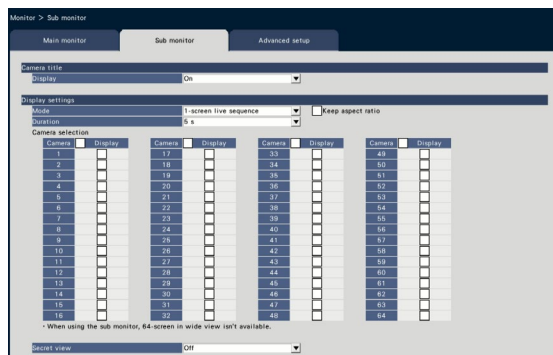 Monitor > Sub monitor
Main monitor Sub monitor Advanced setup
Camera title
Display On
Display settings
Mode 1-screen live sequence Keep aspect ratio
Duration 5 s
Camera selection
Camera Display Camera Display Camera Display Camera Display
1 17 33 49
2 18 34 50
3 19 35 51
4 20 36 52
5 21 37 53
6 22 38 54
7 23 39 55
8 24 40 56
9 25 41 57
10 26 42 58
11 27 43 59
12 28 44 60
13 29 45 61
14 30 46 62
15 31 47 63
16 32 48 64
• When using the sub monitor, 64-screen in wide view isn't available.
Secret view Off